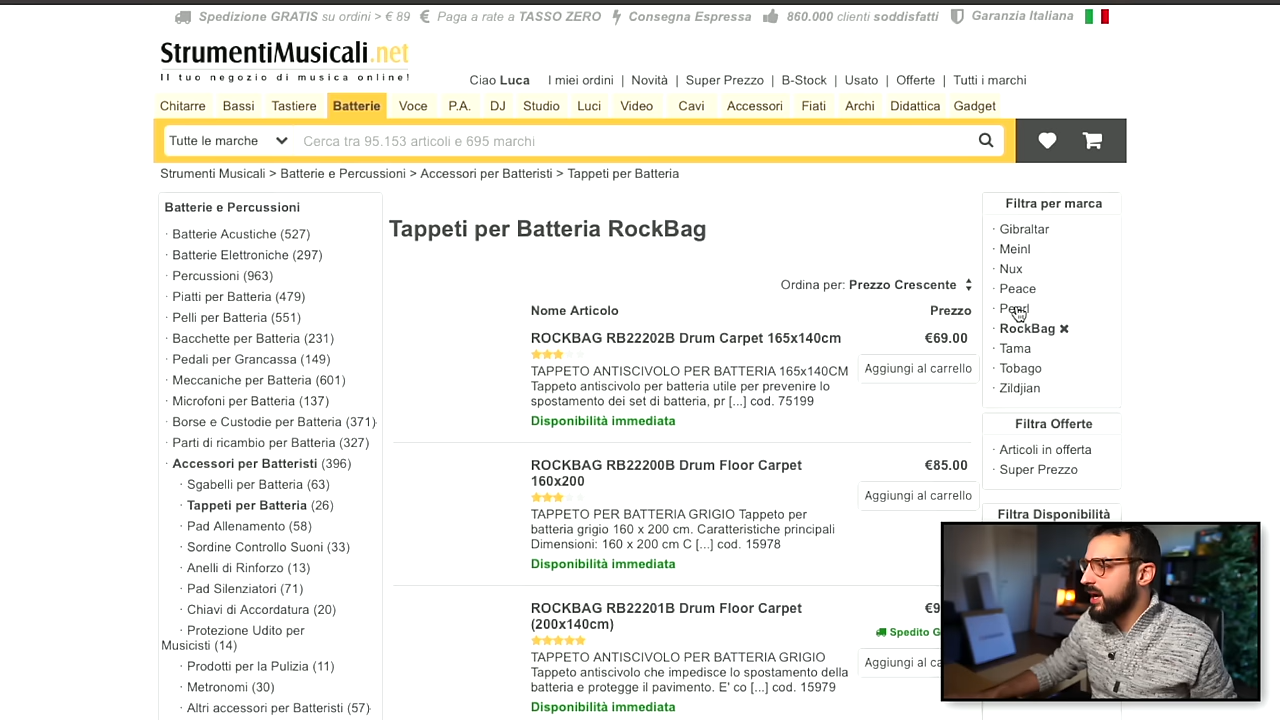 Spedizione GRATIS su ordini > € 89 € Paga a rate a TASSO ZERO Consegna Espressa 860.000 clienti soddisfatti Garanzia Italiana
StrumentiMusicali.net
Il tuo negozio di musica online!
Ciao Luca I miei ordini | Novità | Super Prezzo | B-Stock | Usato | Offerte | Tutti i marchi
Chitarre Bassi Tastiere Batterie Voce P.A. DJ Studio Luci Video Cavi Accessori Fiati Archi Didattica Gadget
Tutte le marche Cerca tra 95.153 articoli e 695 marchi
Strumenti Musicali > Batterie e Percussioni > Accessori per Batteristi > Tappeti per Batteria
Batterie e Percussioni
· Batterie Acustiche (527)
· Batterie Elettroniche (297)
· Percussioni (963)
· Piatti per Batteria (479)
· Pelli per Batteria (551)
· Bacchette per Batteria (231)
· Pedali per Grancassa (149)
· Meccaniche per Batteria (601)
· Microfoni per Batteria (137)
· Borse e Custodie per Batteria (371)
· Parti di ricambio per Batteria (327)
· Accessori per Batteristi (396)
· Sgabelli per Batteria (63)
· Tappeti per Batteria (26)
· Pad Allenamento (58)
· Sordine Controllo Suoni (33)
· Anelli di Rinforzo (13)
· Pad Silenziatori (71)
· Chiavi di Accordatura (20)
· Protezione Udito per
Musicisti (14)
· Prodotti per la Pulizia (11)
· Metronomi (30)
· Altri accessori per Batteristi (57)
Tappeti per Batteria RockBag
Ordina per: Prezzo Crescente
Nome Articolo Prezzo
ROCKBAG RB22202B Drum Carpet 165x140cm €69.00
TAPPETO ANTISCIVOLO PER BATTERIA 165x140CM
Aggiungi al carrello
Tappeto antiscivolo per batteria utile per prevenire lo
spostamento dei set di batteria, pr [...] cod. 75199
Disponibilità immediata
ROCKBAG RB22200B Drum Floor Carpet €85.00
160x200
Aggiungi al carrello
TAPPETO PER BATTERIA GRIGIO Tappeto per
batteria grigio 160 x 200 cm. Caratteristiche principali
Dimensioni: 160 x 200 cm C [...] cod. 15978
Disponibilità immediata
ROCKBAG RB22201B Drum Floor Carpet €9
(200x140cm)
Spedito G
TAPPETO ANTISCIVOLO PER BATTERIA GRIGIO
Aggiungi al ca
Tappeto antiscivolo che impedisce lo spostamento della
batteria e protegge il pavimento. E' co [...] cod. 15979
Disponibilità immediata
Filtra per marca
· Gibraltar
· Meinl
· Nux
· Peace
· Pearl
· RockBag ✖
· Tama
· Tobago
· Zildjian
Filtra Offerte
· Articoli in offerta
· Super Prezzo
Filtra Disponibilità